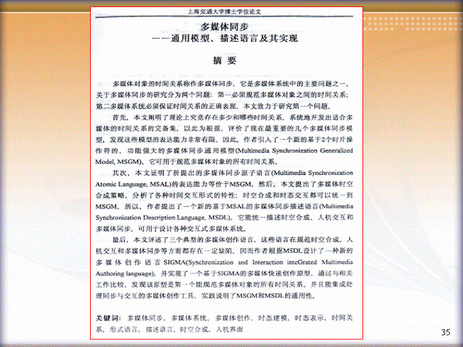 上海交通大学博士学位论文
多媒体同步
——通用模型、描述语言及其实现
摘 要
多媒体对象的时间关系称作多媒体同步，它是多媒体系统中的主要问题之一。
关于多媒体同步的研究分为两个问题：第一必须规范多媒体对象之间的时间关系；
第二多媒体系统必须保证时间关系的正确表现。本文致力于研究第一个问题。
首先，本文阐明了理论上究竟存在多少和哪些时间关系，系统地开发出适合多
媒体的时间关系的完备集，以此为根据，评价了现在最重要的几个多媒体同步模
型，发现这些模型的表达能力非常有限，因此，作者引入了一个新的基于2个时片操
作符的、功能强大的多媒体同步通用模型(Multimedia Synchronization Generalized
Model, MSGM)，它可用于规范多媒体对象的所有时间关系。
其次，本文证明了所提出的多媒体同步原子语言(Multimedia Synchronization
Atomic Language, MSAL)的表达能力等价于MSGM，然后，本文提出了多媒体时空
合成策略，分析了各种时间交互形式的特性；时空合成和时态交互都可以统一到
MSGM。所以，作者提出了一个新的基于MSAL的多媒体同步描述语言(Multimedia
Synchronization Description Language, MSDL)，它能统一描述时空合成、人机交互和
多媒体同步，可用于设计各种交互式多媒体系统。
最后，本文评述了三个典型的多媒体创作语言，这些语言在规范时空合成、人
机交互和多媒体同步等方面都存在一定缺陷，因而作者根据MSDL设计了一种新的
多媒体创作语言SIGMA(Synchronization and Interaction inteGrated Multimedia
Authoring language)，并实现了一个基于SIGMA的多媒体快速创作原型，通过与相关
工作比较，发现该原型是第一个能规范多媒体对象的所有时间关系、并且能集成处
理同步与交互的多媒体创作工具，实践说明了MSGM和MSDL的通用性。
关键词：多媒体同步，多媒体系统，多媒体创作，时态建模，时态表示，时间关
系，形式语言，描述语言，时空合成，人机界面
35